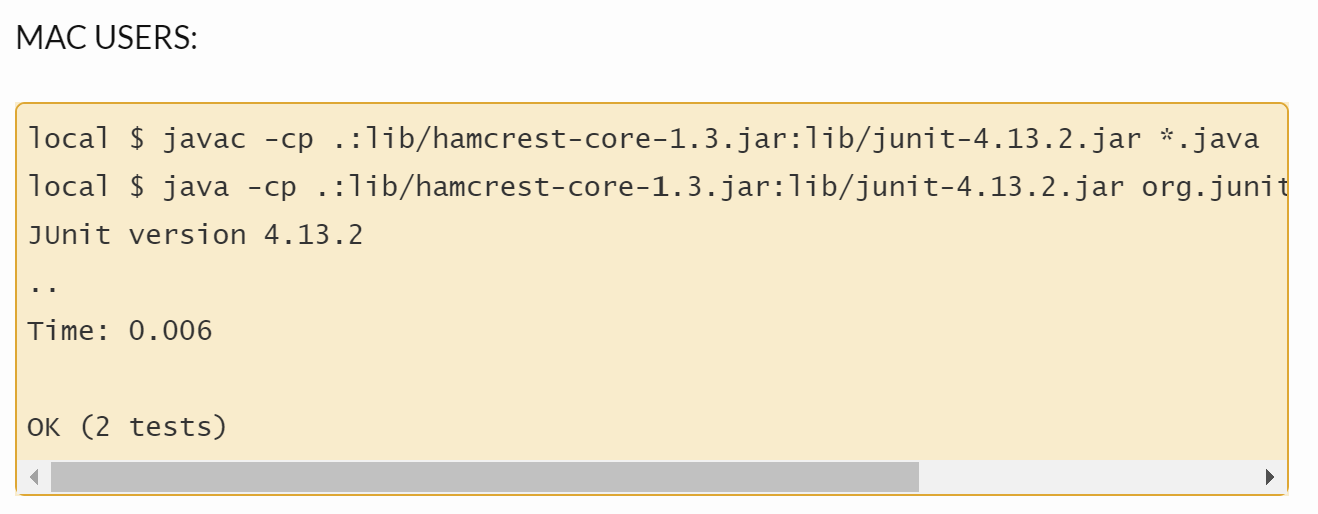 MAC USERS:
local $ javac -cp .:lib/hamcrest-core-1.3.jar:lib/junit-4.13.2.jar *.java
local $ java -cp .:lib/hamcrest-core-1.3.jar:lib/junit-4.13.2.jar org.junit
JUnit version 4.13.2
..
Time: 0.006
OK (2 tests)